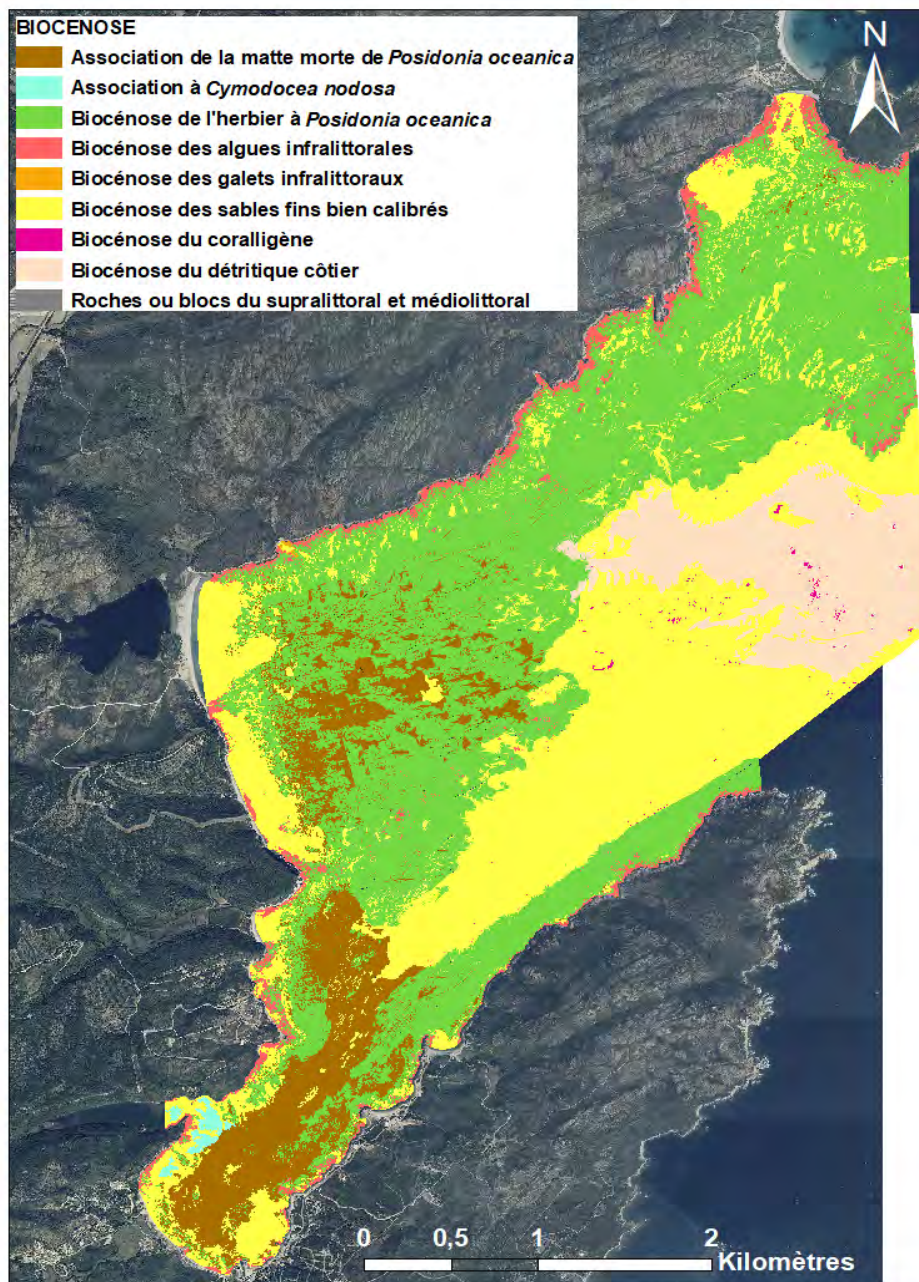 BIOCENOSE
Association de la matte morte de Posidonia oceanica
Association à Cymodocea nodosa
Biocénose de l'herbier à Posidonia oceanica
Biocénose des algues infralittorales
Biocénose des galets infralittoraux
Biocénose des sables fins bien calibrés
Biocénose du coralligène
Biocénose du détritique côtier
Roches ou blocs du supralittoral et médiolittoral
N
0 0,5 1 2
Kilomètres